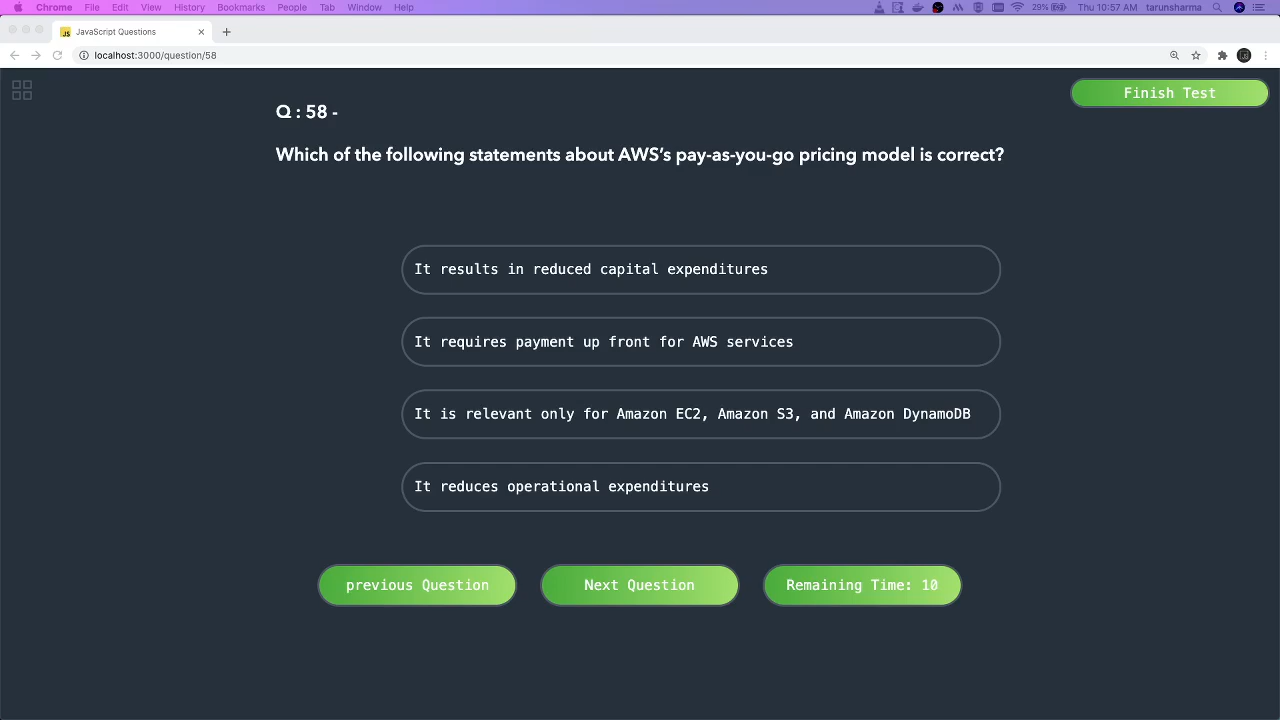 Chrome File Edit View History Bookmarks People Tab Window Help 29% Thu 10:57 AM tarunsharma
JS JavaScript Questions
localhost:3000/question/58
Finish Test
Q : 58 -
Which of the following statements about AWS’s pay-as-you-go pricing model is correct?
It results in reduced capital expenditures
It requires payment up front for AWS services
It is relevant only for Amazon EC2, Amazon S3, and Amazon DynamoDB
It reduces operational expenditures
previous Question
Next Question
Remaining Time: 10